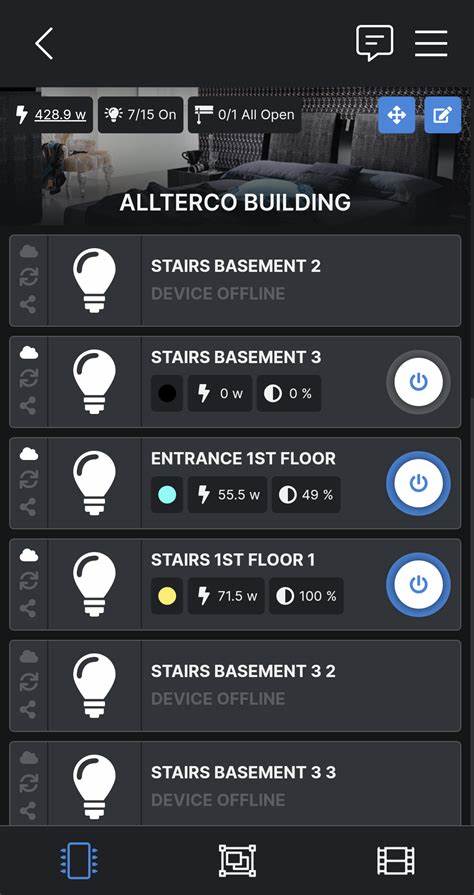 428.9 w
7/15 On
0/1 All Open
ALLTERCO BUILDING
STAIRS BASEMENT 2
DEVICE OFFLINE
STAIRS BASEMENT 3
0 w
0 %
ENTRANCE 1ST FLOOR
55.5 w
49 %
STAIRS 1ST FLOOR 1
71.5 w
100 %
STAIRS BASEMENT 3 2
DEVICE OFFLINE
STAIRS BASEMENT 3 3
DEVICE OFFLINE